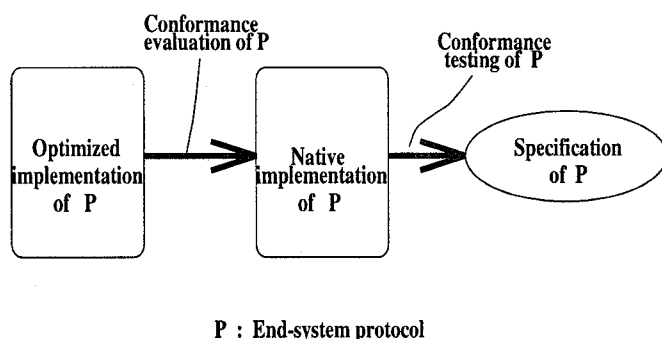 Conformance
evaluation of P
Conformance
testing of P
Optimized
implementation
of P
Native
implementation
of P
Specification
of P
P : End-system protocol